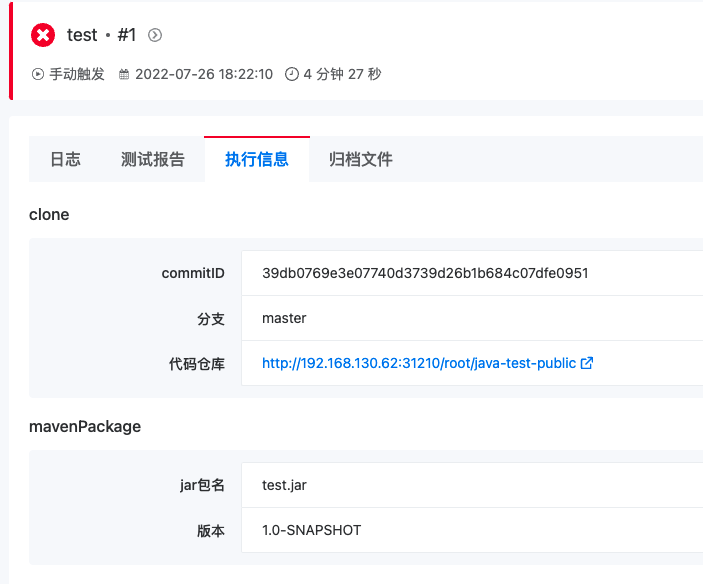 test • #1
手动触发 2022-07-26 18:22:10 4 分钟 27 秒
日志 测试报告 执行信息 归档文件
clone
commitID 39db0769e3e07740d3739d26b1b684c07dfe0951
分支 master
代码仓库 http://192.168.130.62:31210/root/java-test-public
mavenPackage
jar包名 test.jar
版本 1.0-SNAPSHOT